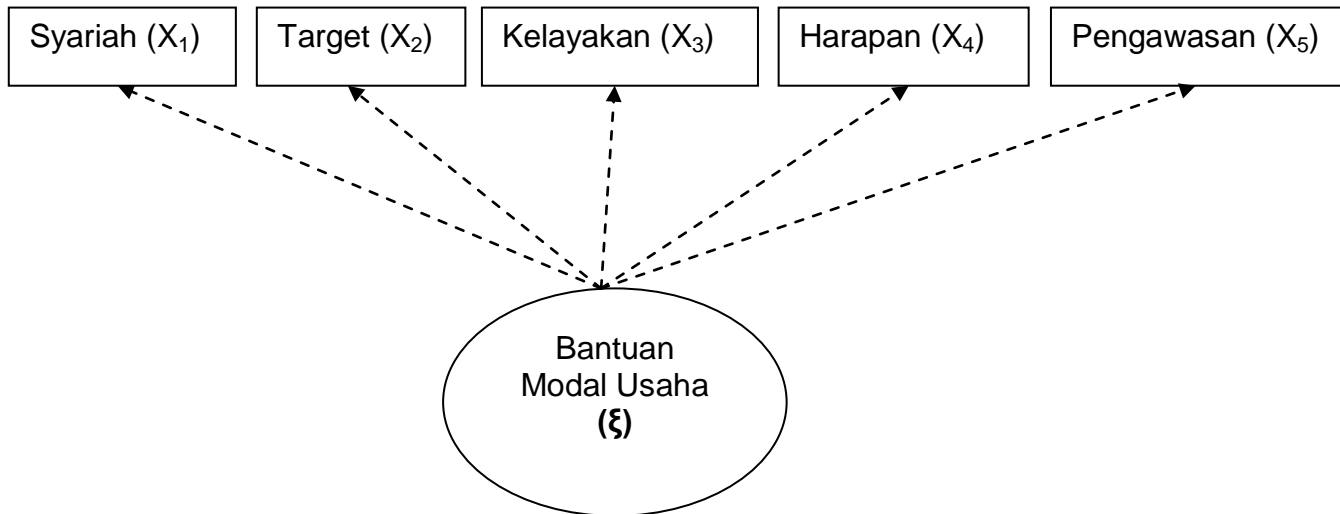 Syariah (X₁)
Target (X₂)
Kelayakan (X₃)
Harapan (X₄)
Pengawasan (X₅)
Bantuan
Modal Usaha
(ξ)